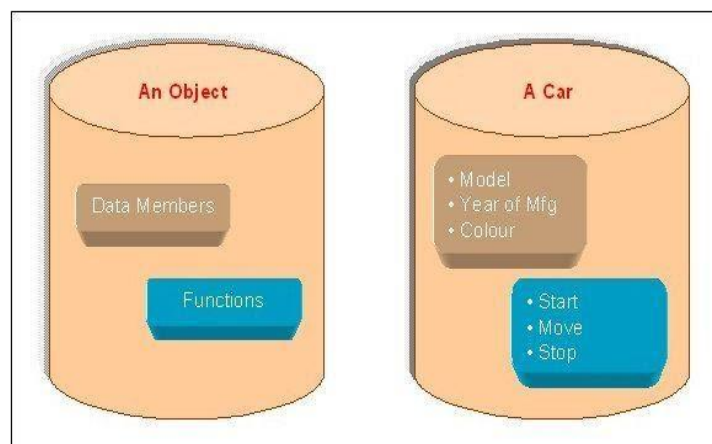 An Object
Data Members
Functions
A Car
• Model
• Year of Mfg
• Colour
• Start
• Move
• Stop